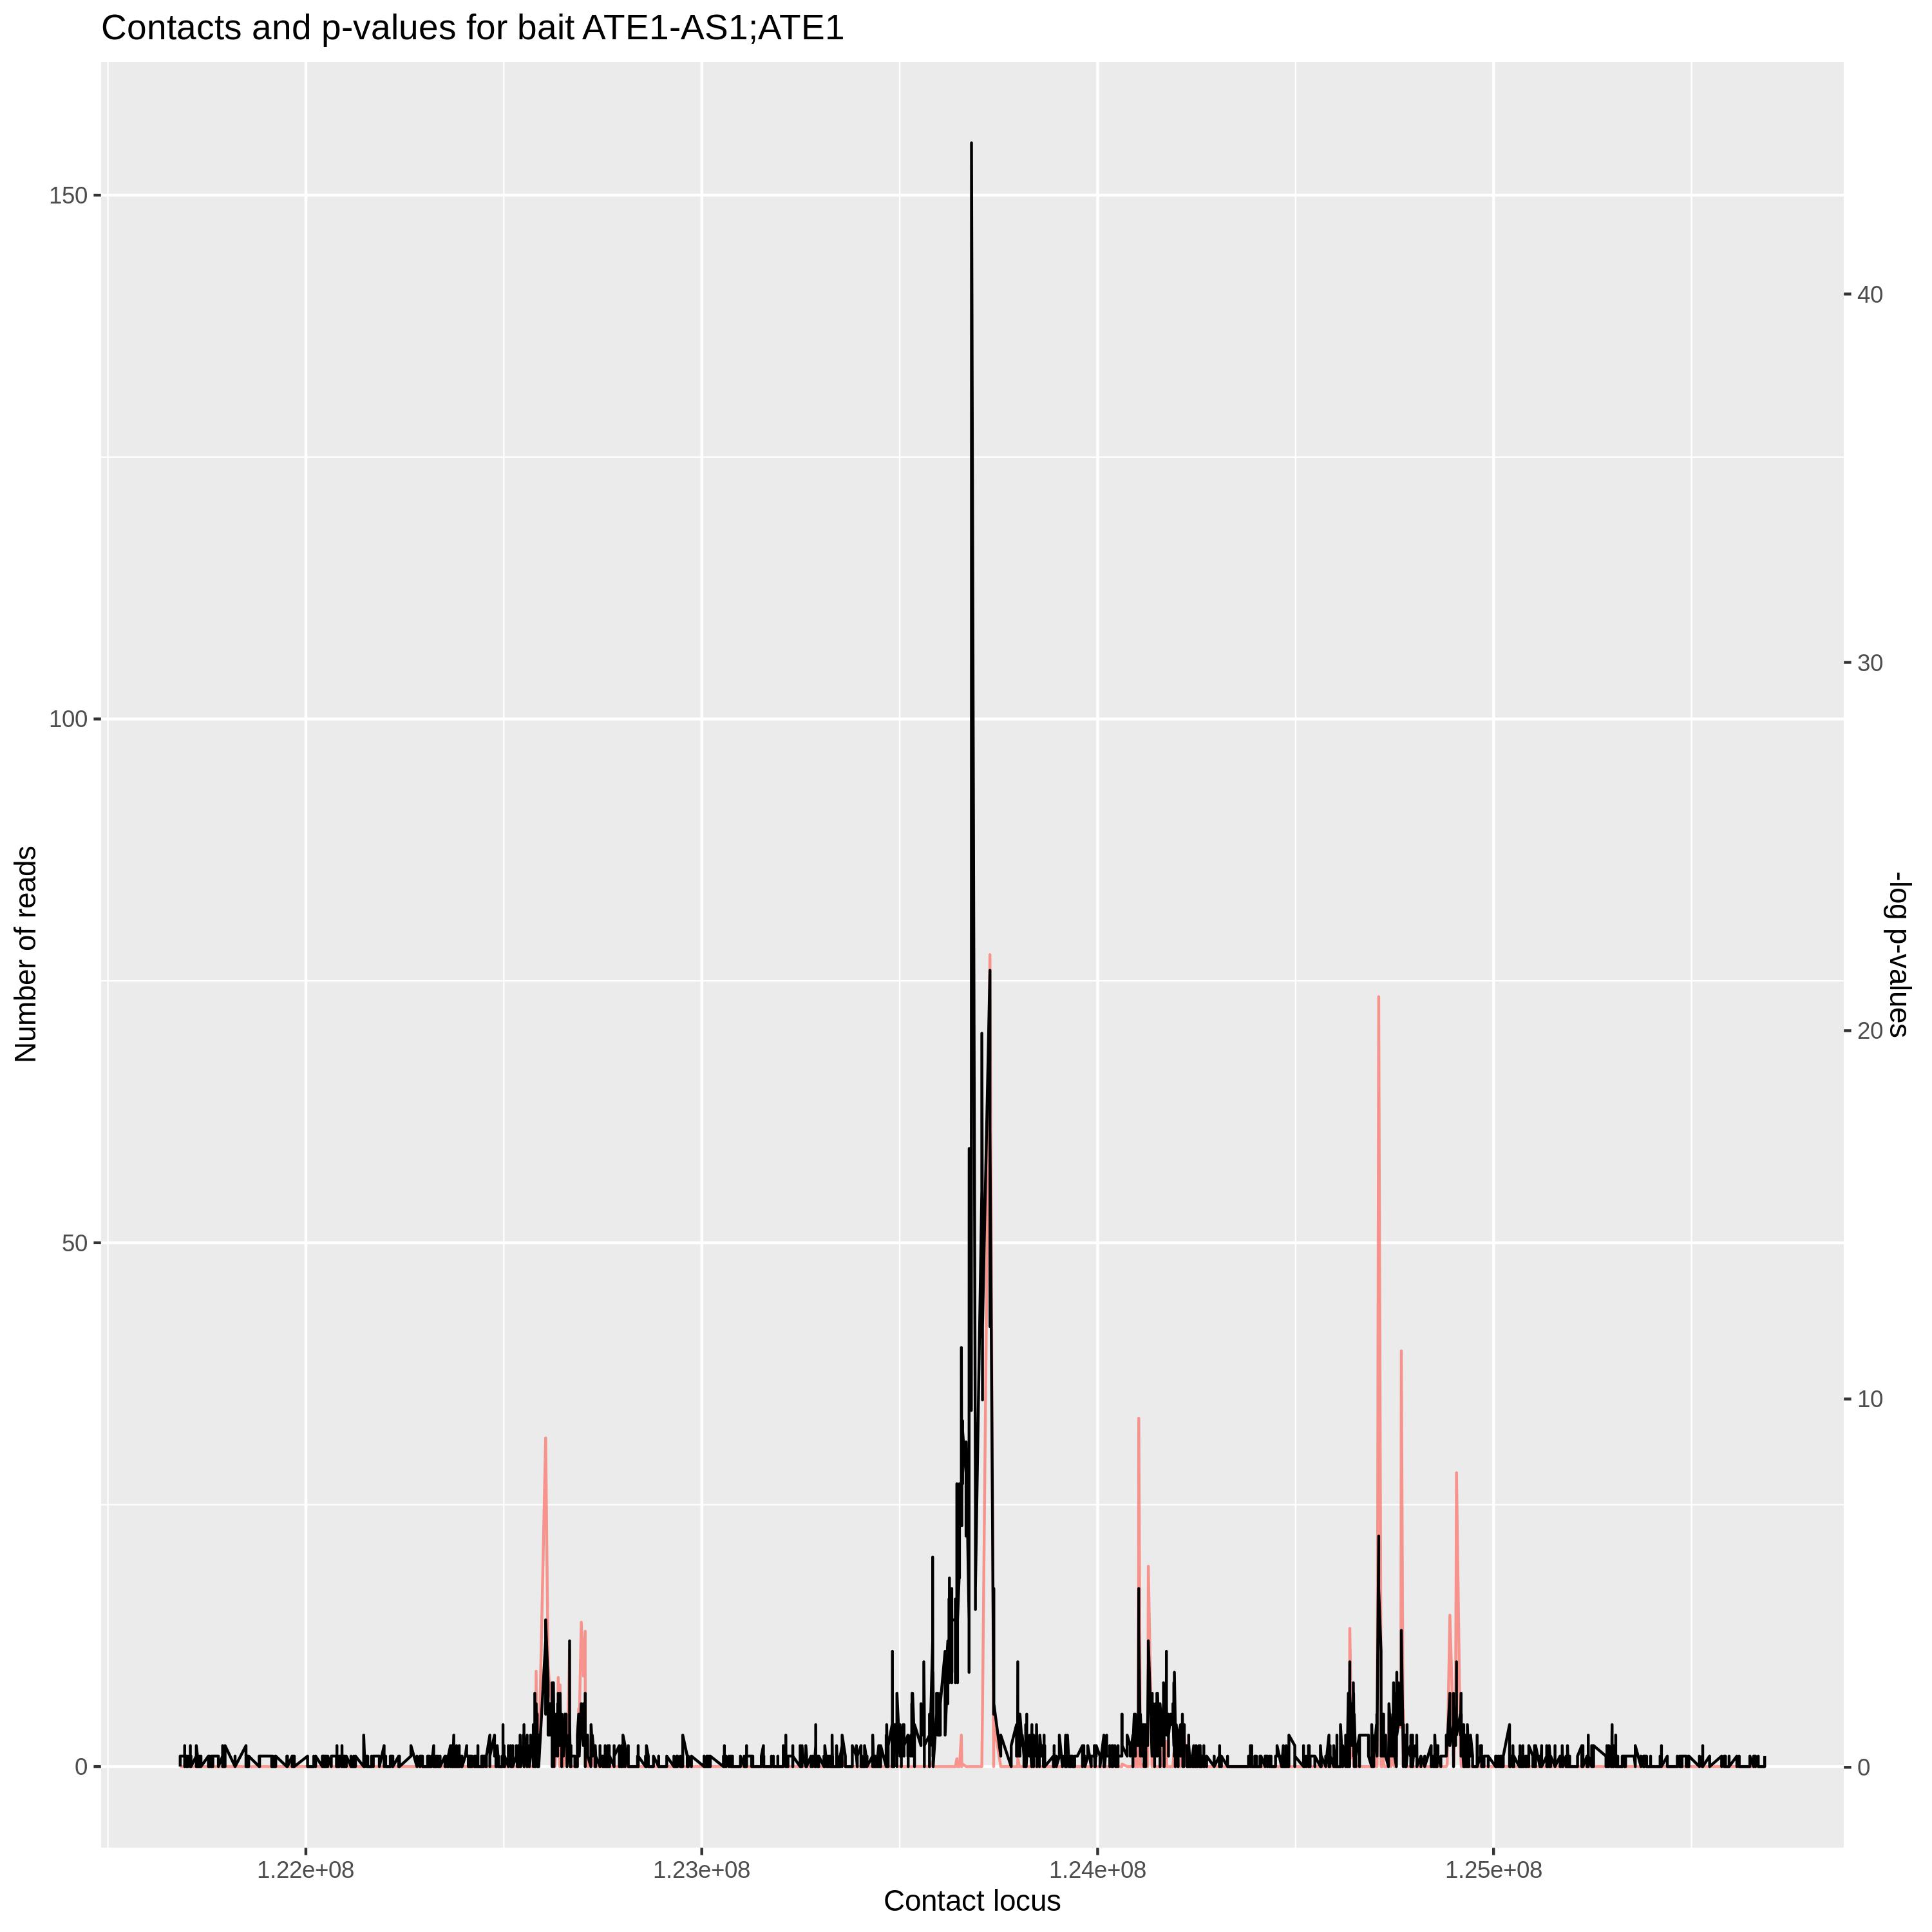 Contacts and p-values for bait ATE1-AS1;ATE1
Number of reads
150
100
50
0
40
30
20
10
0
-log p-values
1.22e+08
1.23e+08
1.24e+08
1.25e+08
Contact locus